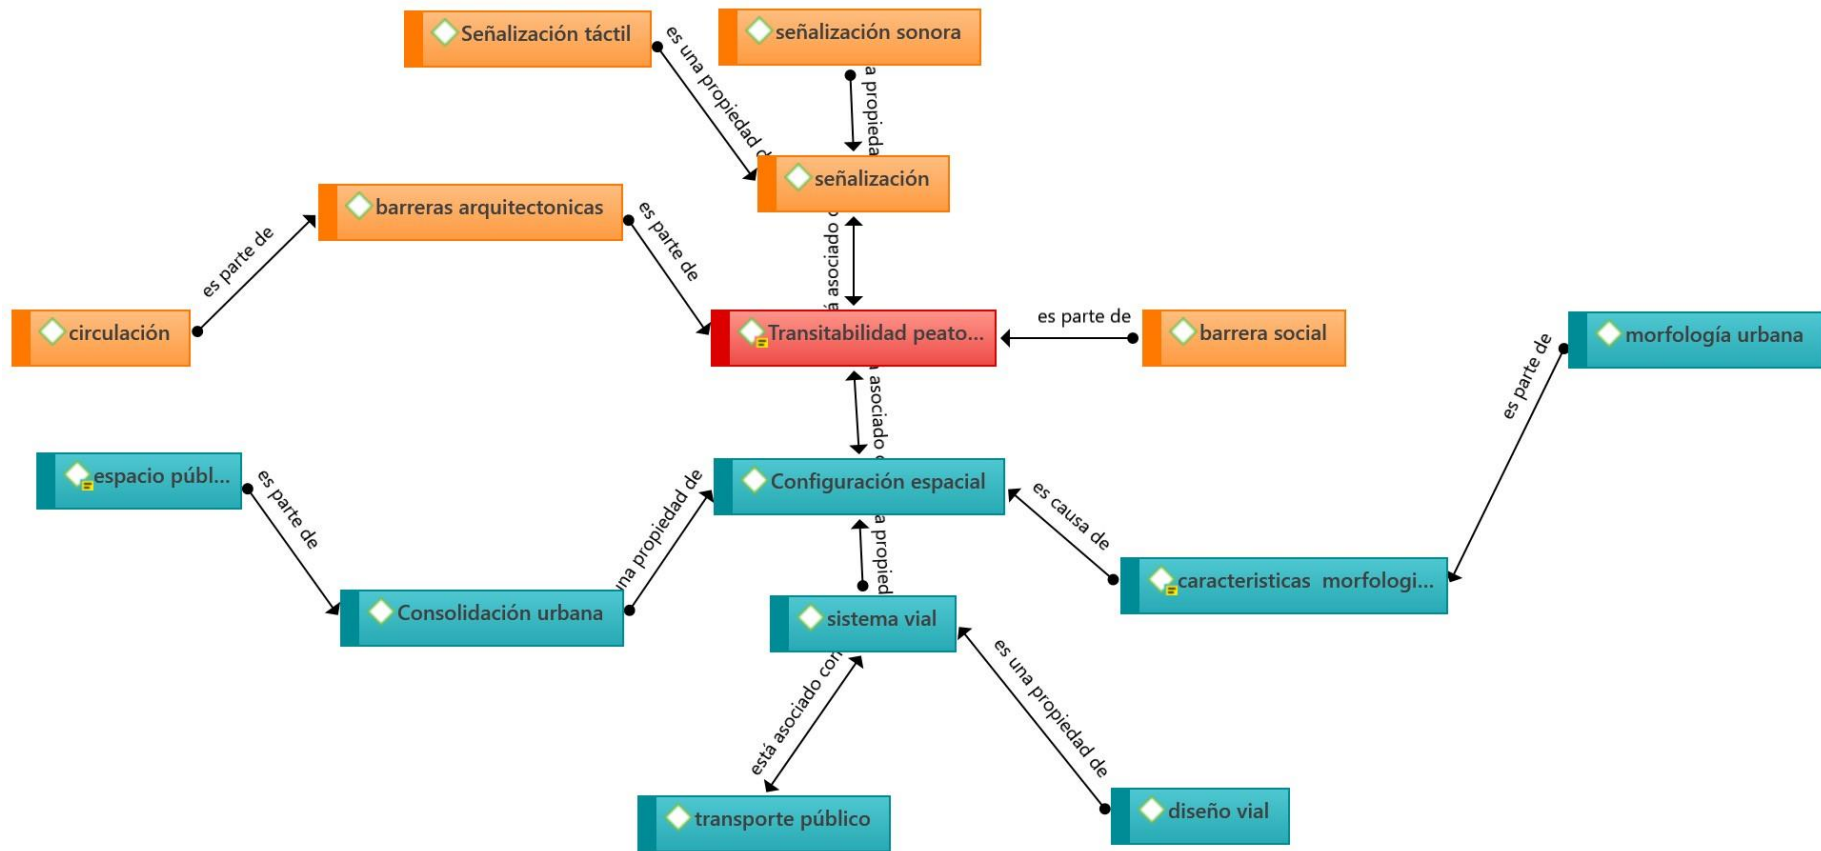 Señalización táctil
señalización sonora
es una propiedad d
a propieda
señalización
barreras arquitectonicas
es parte de
es parte de
á asociado c
circulación
Transitabilidad peato...
es parte de
barrera social
morfología urbana
es parte de
asociado c
espacio públ...
es parte de
una propiedad de
Configuración espacial
es causa de
a propied
caracteristicas morfologi...
Consolidación urbana
sistema vial
está asociado con
es una propiedad de
transporte público
diseño vial